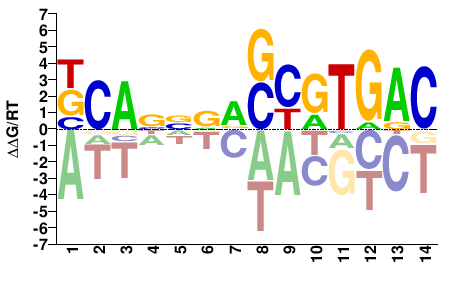 7
6
5
4
3
2
1
0
-1
-2
-3
-4
-5
-6
-7
ΔΔG/RT
T G C A G G G A G C G T G A C
C T A A G
C A T
A A T C A T C A A T A C T G
T T A T C C T C T
1 2 3 4 5 6 7 8 9 10 11 12 13 14